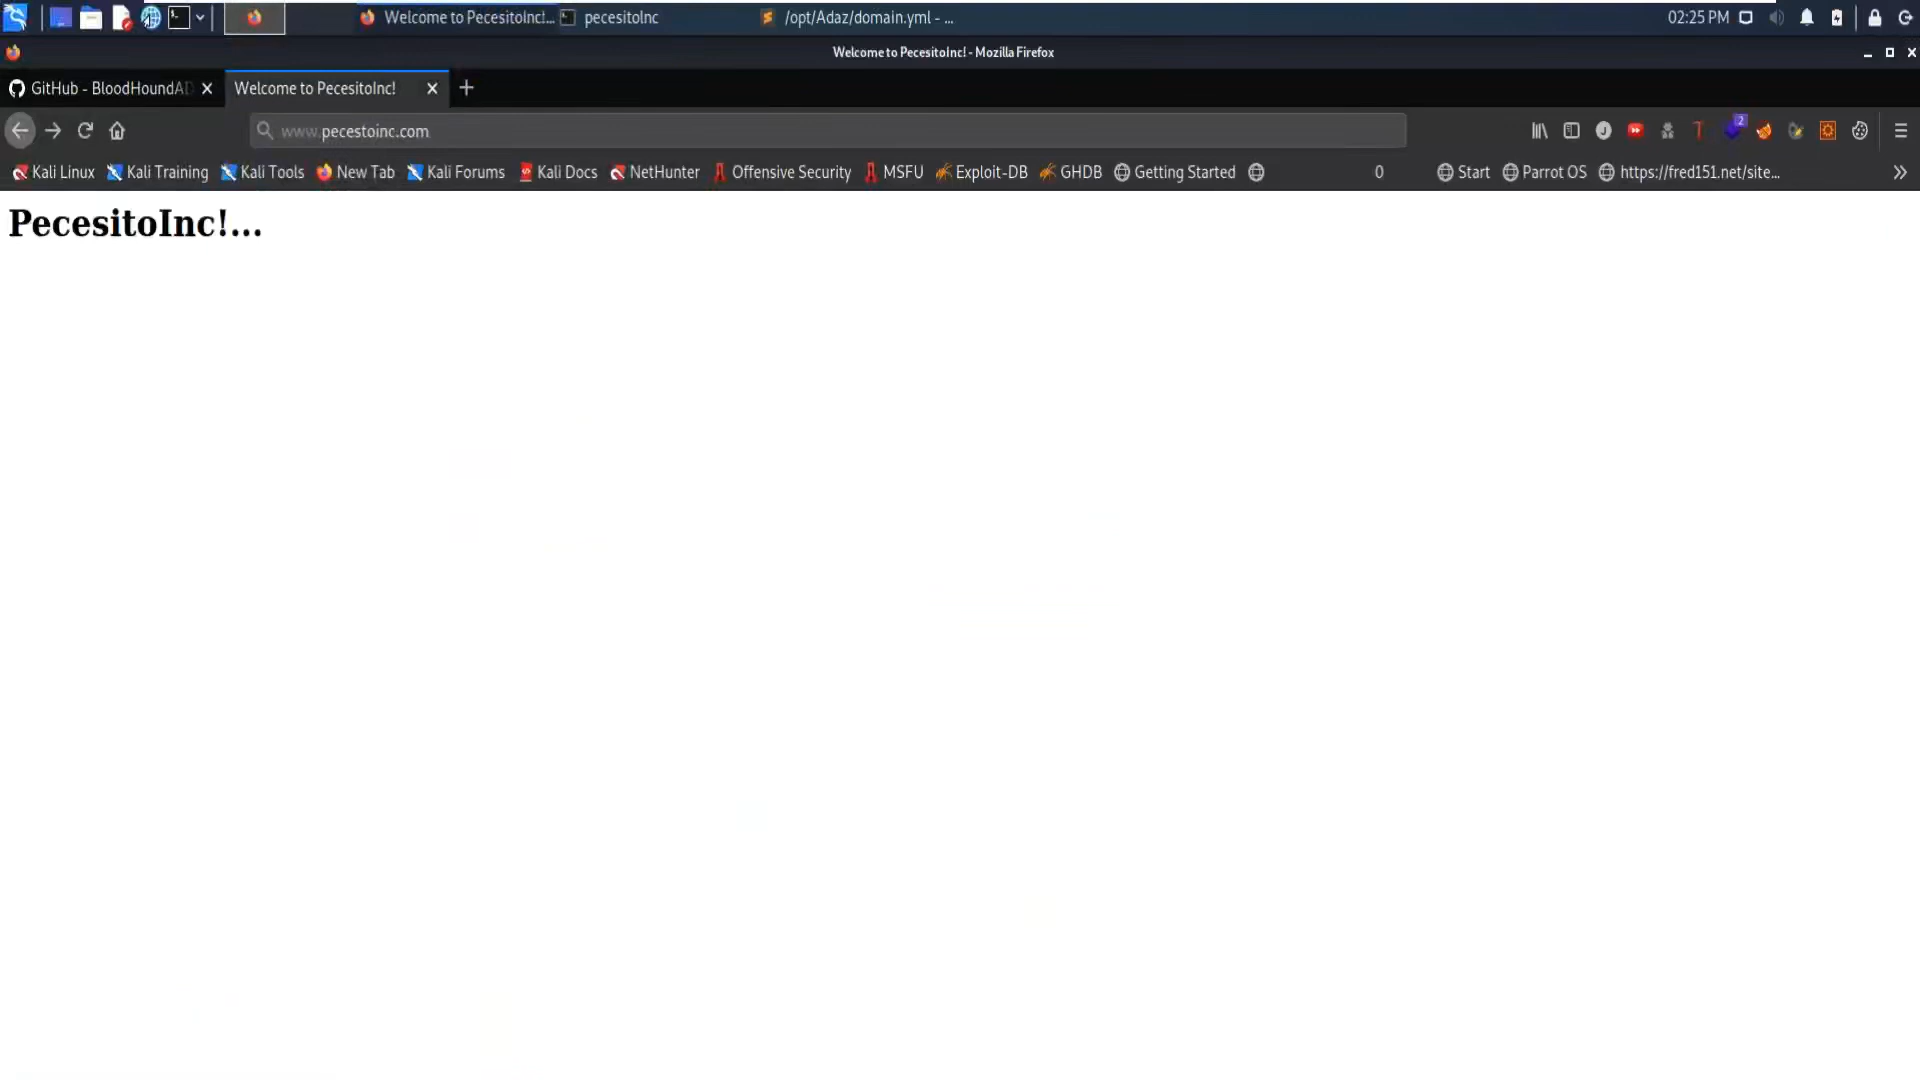 Welcome to PecesitoInc!... pecesitoInc /opt/Adaz/domain.yml - ... 02:25 PM
Welcome to PecesitoInc! - Mozilla Firefox
GitHub - BloodHoundAD Welcome to PecesitoInc!
www.pecestoinc.com 2
Kali Linux Kali Training Kali Tools New Tab Kali Forums Kali Docs NetHunter Offensive Security MSFU Exploit-DB GHDB Getting Started 0 Start Parrot OS https://fred151.net/site...
PecesitoInc!...